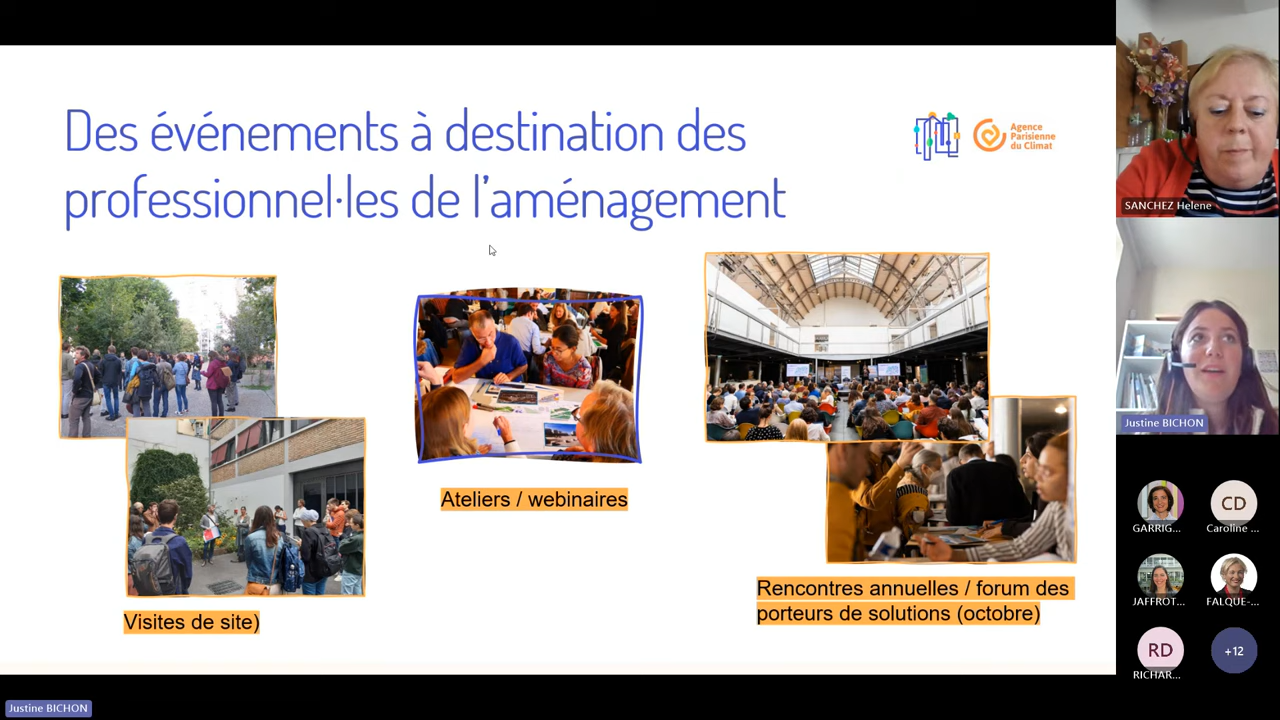 Des événements à destination des
professionnel·les de l'aménagement
Agence
Parisienne
du Climat
Ateliers / webinaires
Visites de site)
Rencontres annuelles / forum des
porteurs de solutions (octobre)
SANCHEZ Helene
Justine BICHON
CD
GARRIG...
Caroline ...
JAFFROT...
FALQUE-...
RD
+12
RICHAR...
Justine BICHON